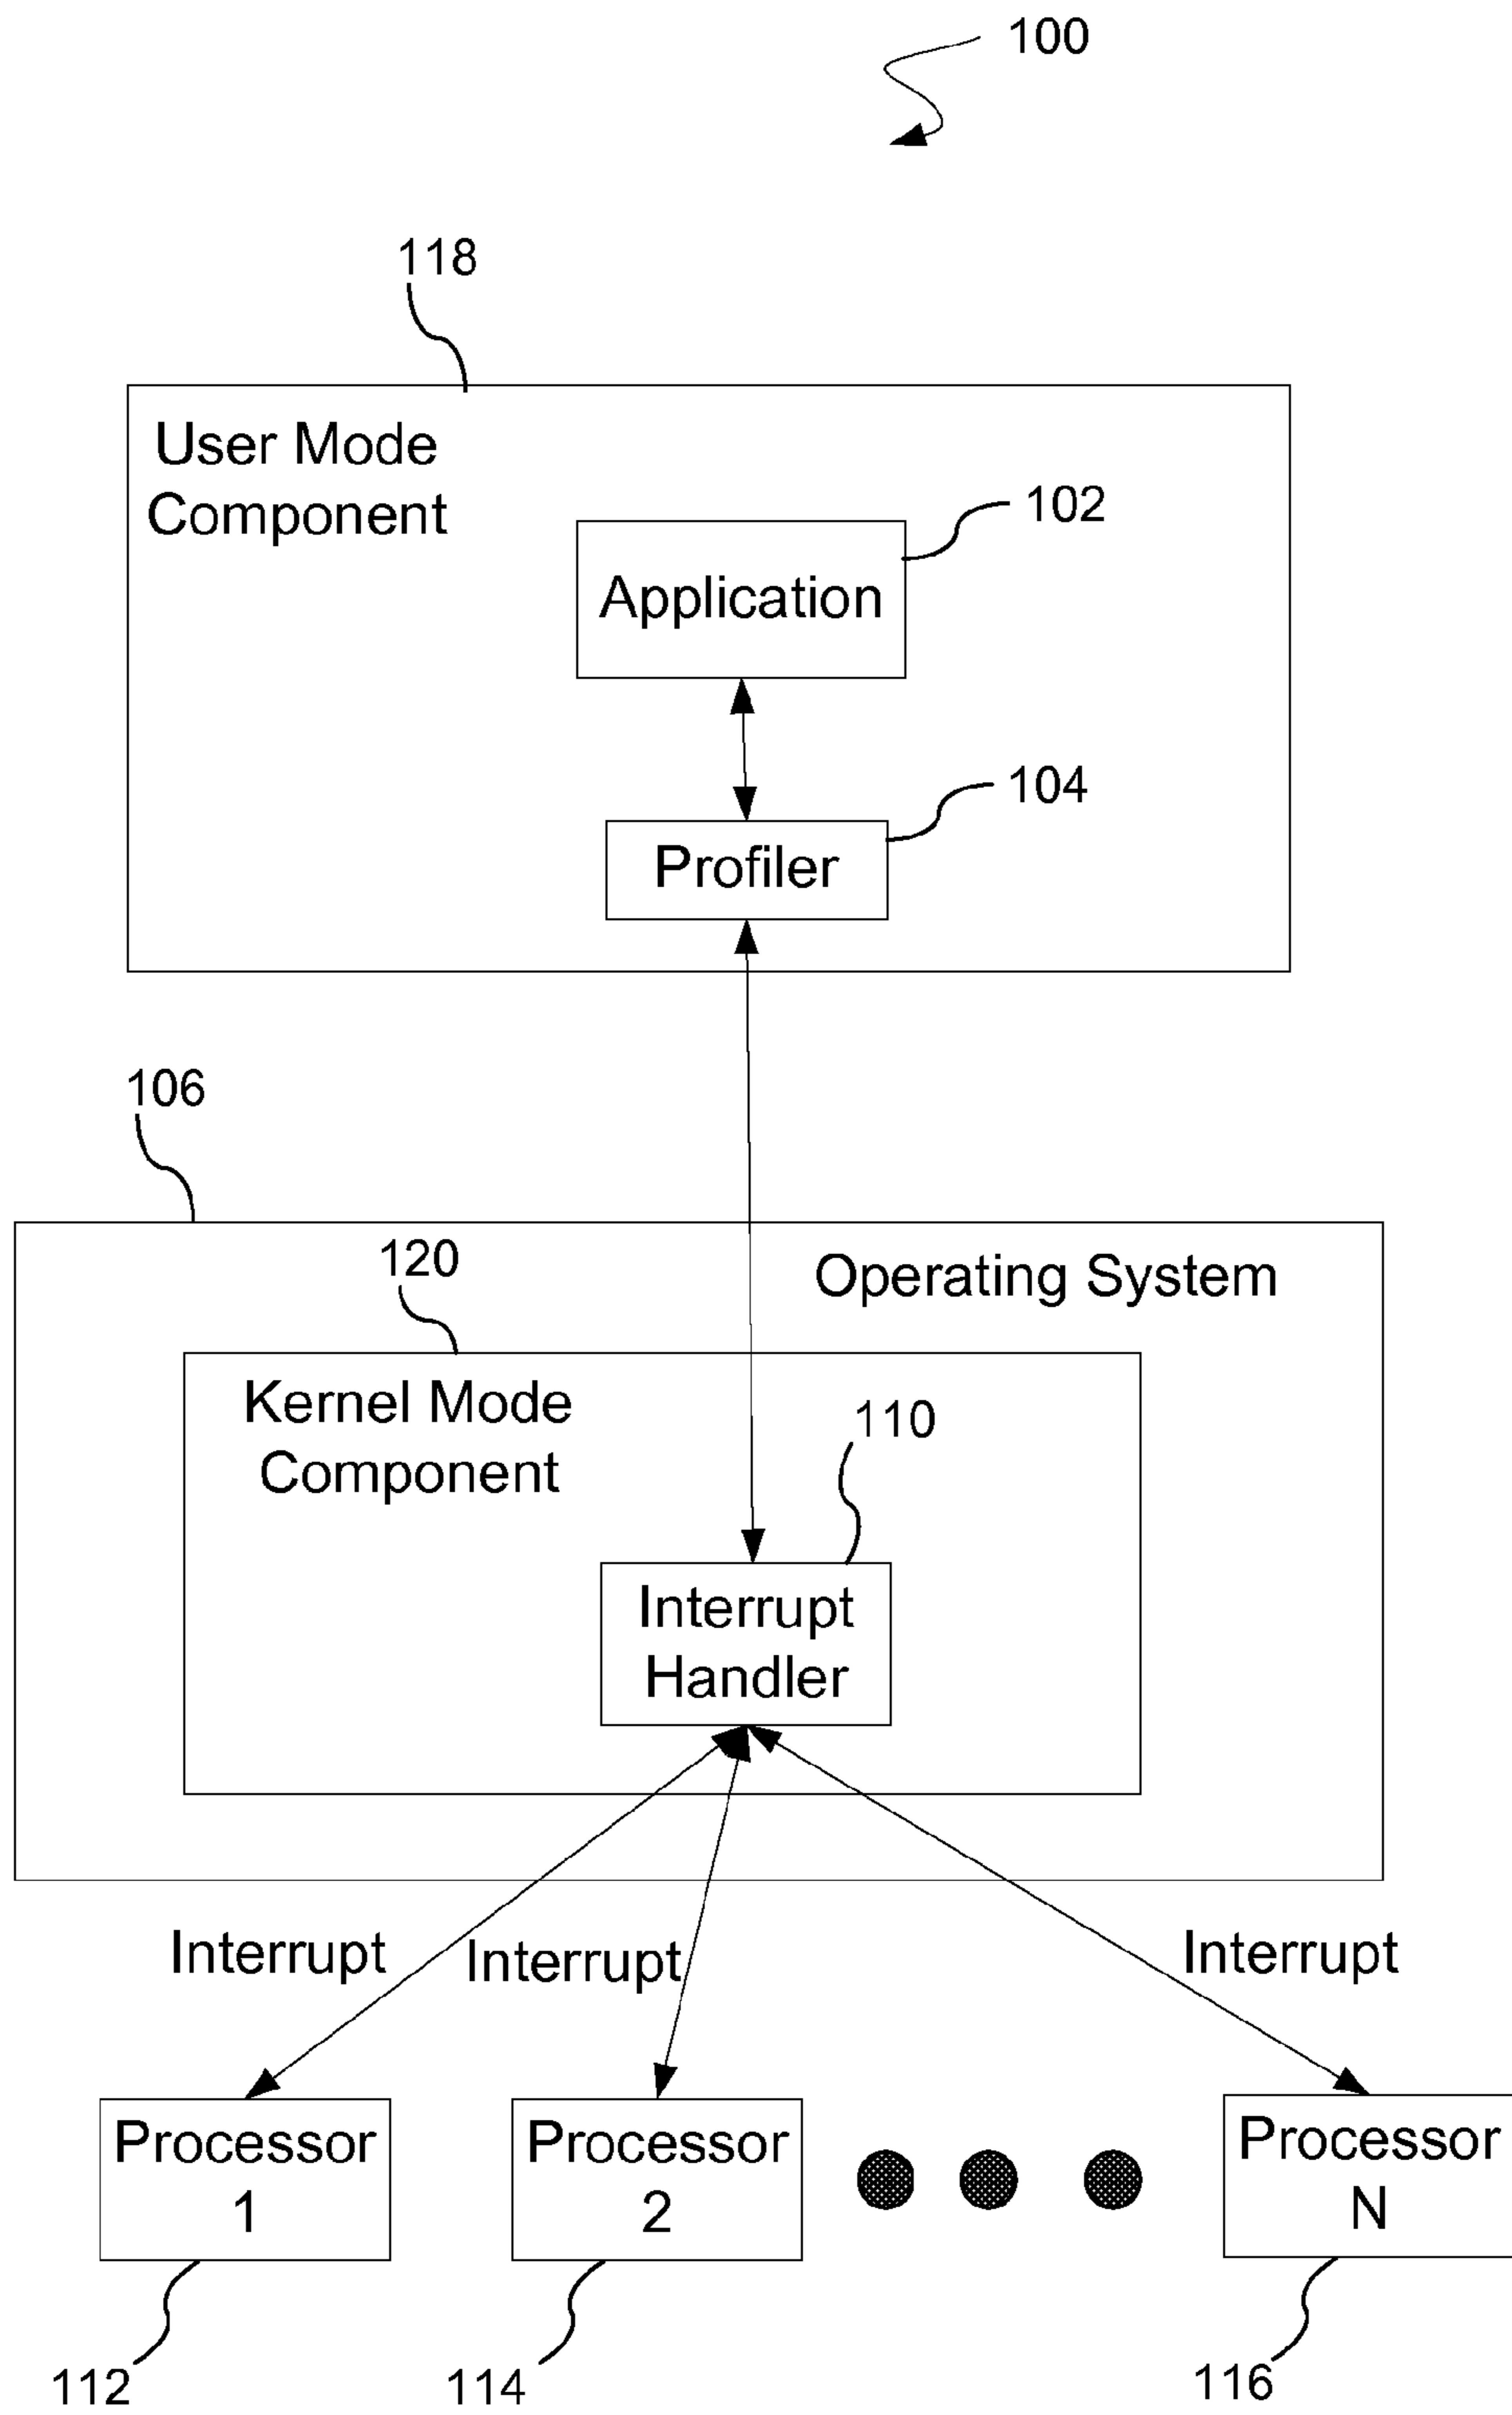 100
118
User Mode
Component
102
Application
104
Profiler
106
120
Operating System
Kernel Mode
Component
110
Interrupt
Handler
Interrupt
Interrupt
Interrupt
Processor
1
Processor
2
Processor
N
112
114
116